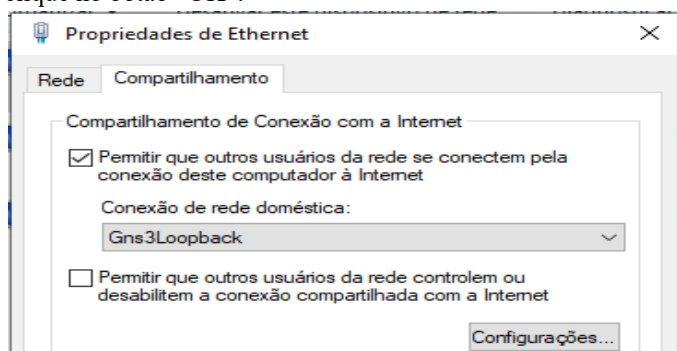 Propriedades de Ethernet
Rede Compartilhamento
Compartilhamento de Conexão com a Internet
Permitir que outros usuários da rede se conectem pela
conexão deste computador à Internet
Conexão de rede doméstica:
Gns3Loopback
Permitir que outros usuários da rede controlem ou
desabilitem a conexão compartilhada com a Internet
Configurações...